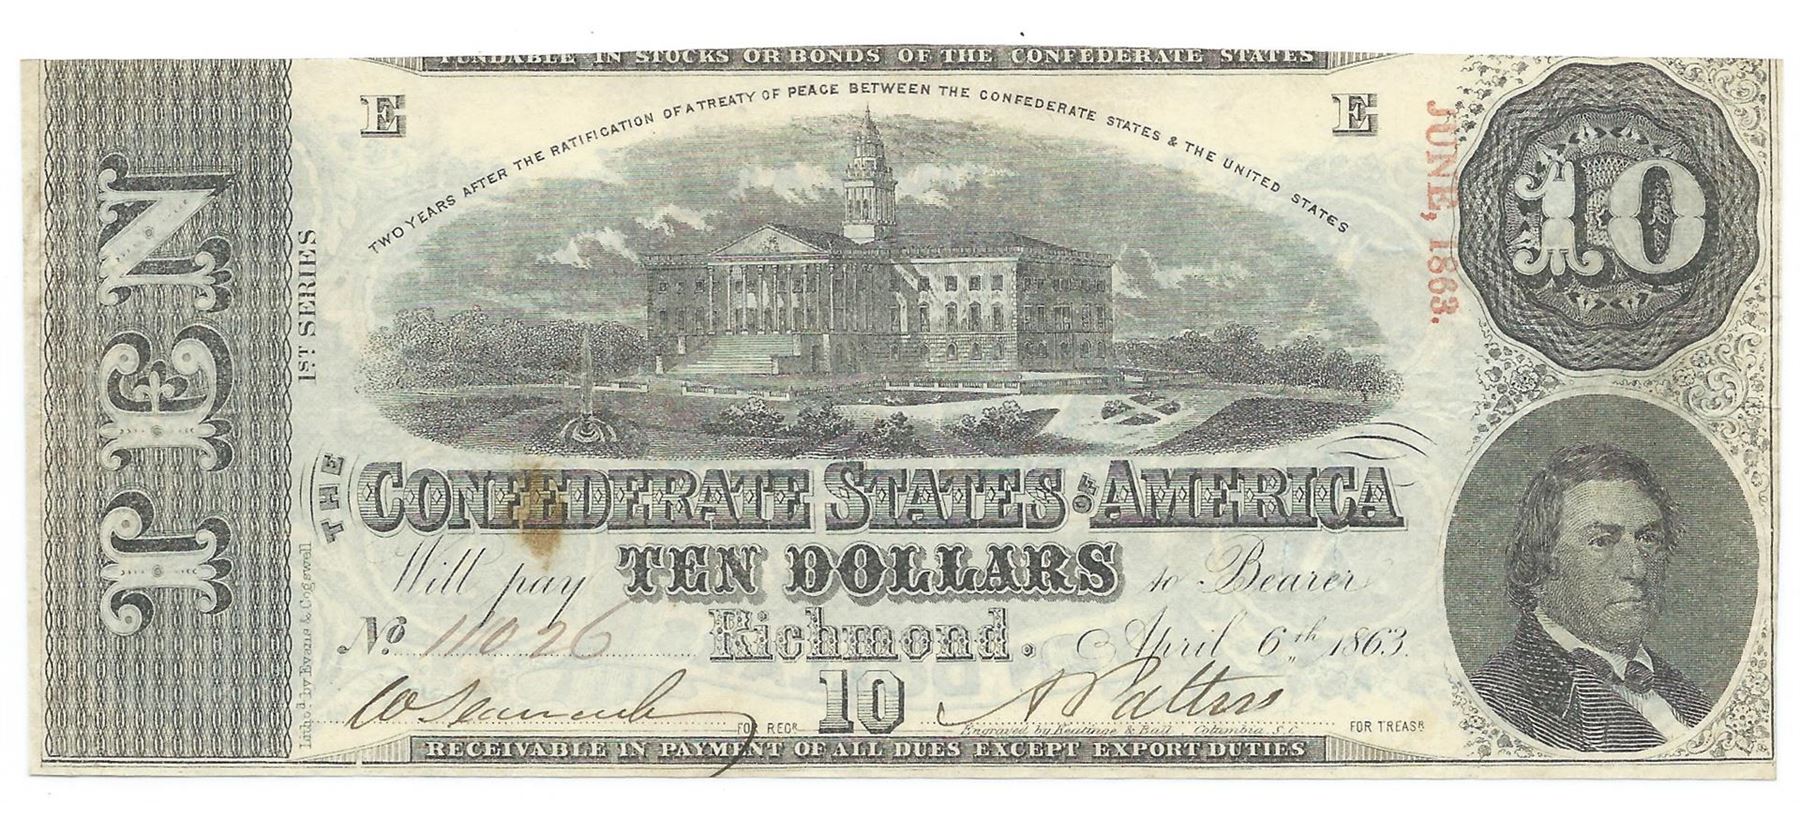 FUNDABLE IN STOCKS OR BONDS OF THE CONFEDERATE STATES
E
E
TWO YEARS AFTER THE RATIFICATION OF A TREATY OF PEACE BETWEEN THE CONFEDERATE STATES & THE UNITED STATES
JUNE, 1863.
10
TEN
1ST SERIES
THE
CONFEDERATE STATES OF AMERICA
Will pay TEN DOLLARS to Bearer
No. 11026 Richmond. April 6th 1863.
10
FOR REGR
FOR TREASR
Engraved by Keatinge & Ball Columbia S.C.
RECEIVABLE IN PAYMENT OF ALL DUES EXCEPT EXPORT DUTIES
Litho'd by Evans & Cogswell